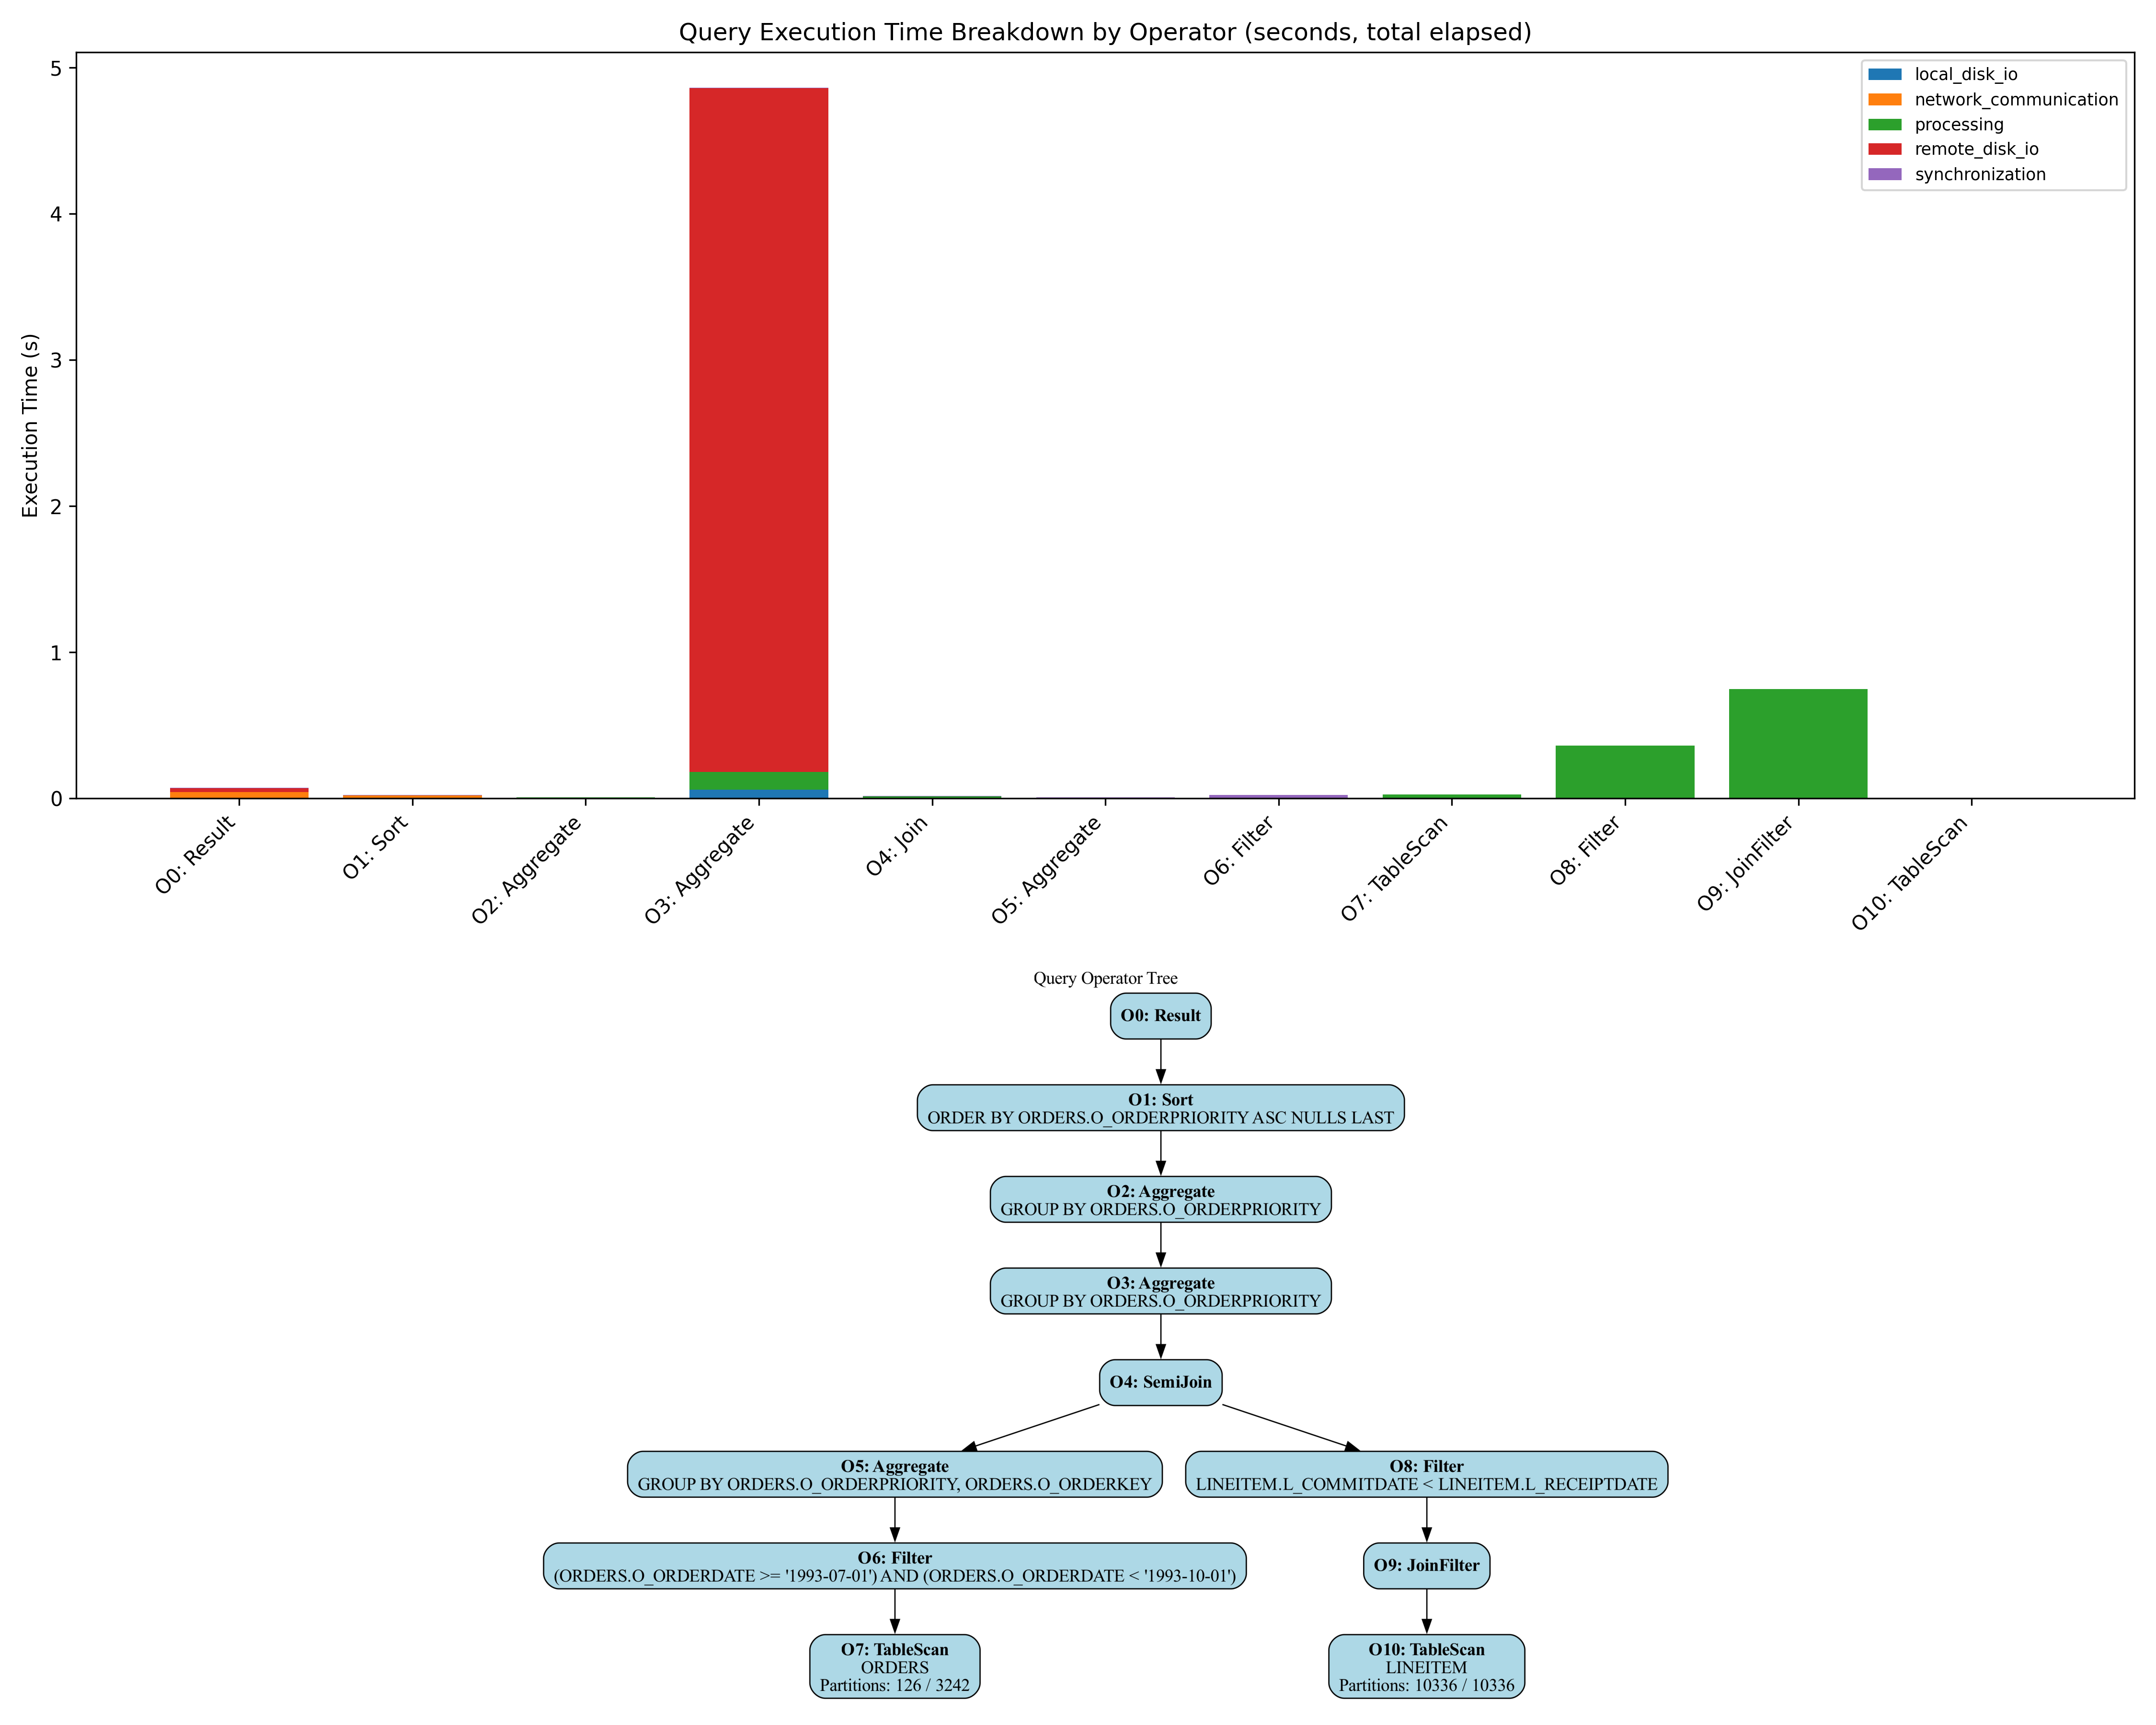 Query Execution Time Breakdown by Operator (seconds, total elapsed)
5
4
3
2
1
0
Execution Time (s)
local_disk_io
network_communication
processing
remote_disk_io
synchronization
O0: Result
O1: Sort
O2: Aggregate
O3: Aggregate
O4: Join
O5: Aggregate
O6: Filter
O7: TableScan
O8: Filter
O9: JoinFilter
O10: TableScan
Query Operator Tree
O0: Result
O1: Sort
ORDER BY ORDERS.O_ORDERPRIORITY ASC NULLS LAST
O2: Aggregate
GROUP BY ORDERS.O_ORDERPRIORITY
O3: Aggregate
GROUP BY ORDERS.O_ORDERPRIORITY
O4: SemiJoin
O5: Aggregate
GROUP BY ORDERS.O_ORDERPRIORITY, ORDERS.O_ORDERKEY
O8: Filter
LINEITEM.L_COMMITDATE < LINEITEM.L_RECEIPTDATE
O6: Filter
(ORDERS.O_ORDERDATE >= '1993-07-01') AND (ORDERS.O_ORDERDATE < '1993-10-01')
O9: JoinFilter
O7: TableScan
ORDERS
Partitions: 126 / 3242
O10: TableScan
LINEITEM
Partitions: 10336 / 10336